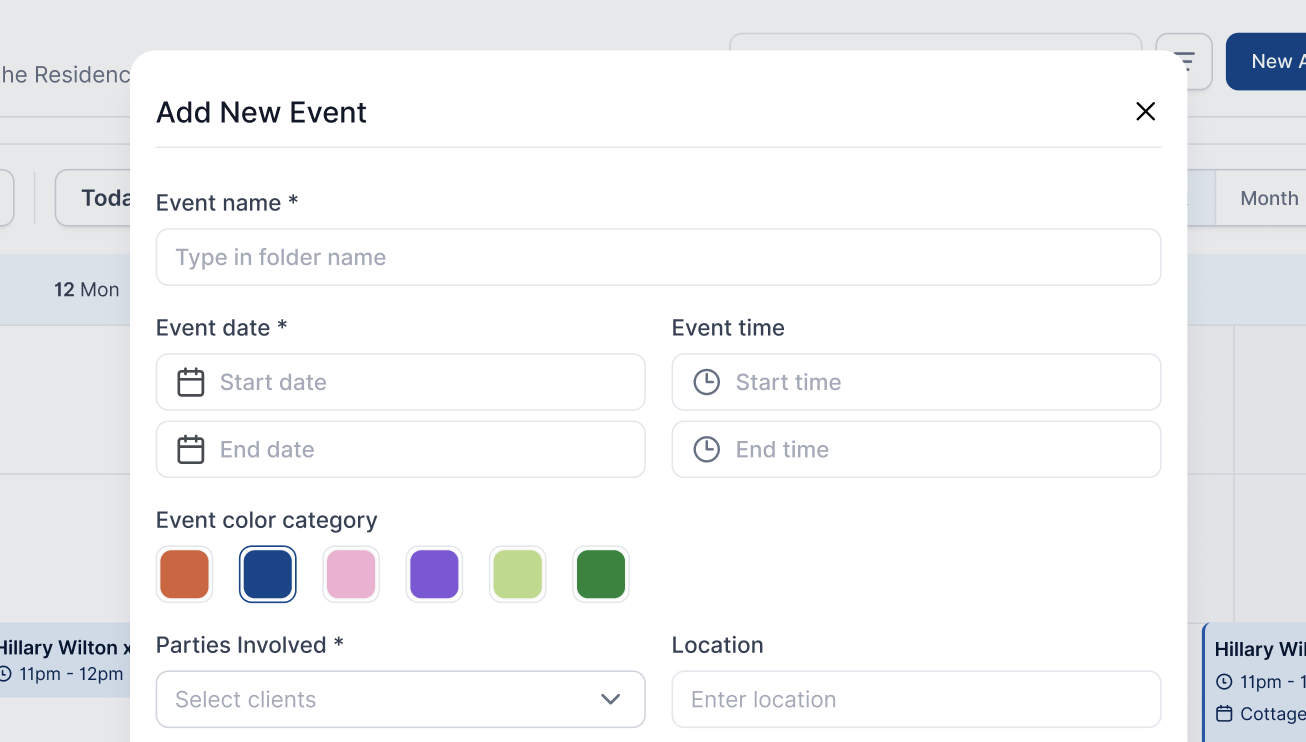 he Residenc
New A
Add New Event
Toda
Month
Event name *
Type in folder name
12 Mon
Event date *
Event time
Start date
Start time
End date
End time
Event color category
Hillary Wilton x
11pm - 12pm
Parties Involved *
Location
Select clients
Enter location
Hillary Wil
11pm - 1
Cottage